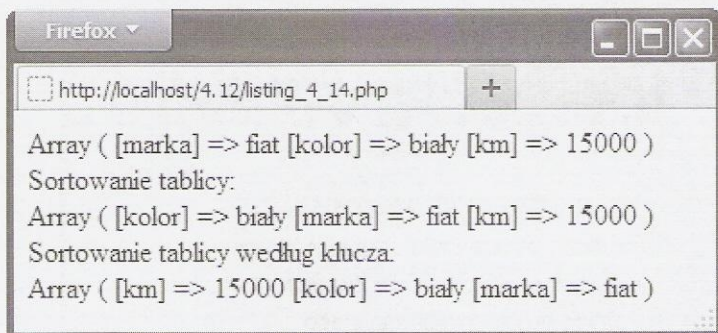 Firefox
http://localhost/4.12/listing_4_14.php
Array ( [marka] => fiat [kolor] => biały [km] => 15000 )
Sortowanie tablicy:
Array ( [kolor] => biały [marka] => fiat [km] => 15000 )
Sortowanie tablicy według klucza:
Array ( [km] => 15000 [kolor] => biały [marka] => fiat )